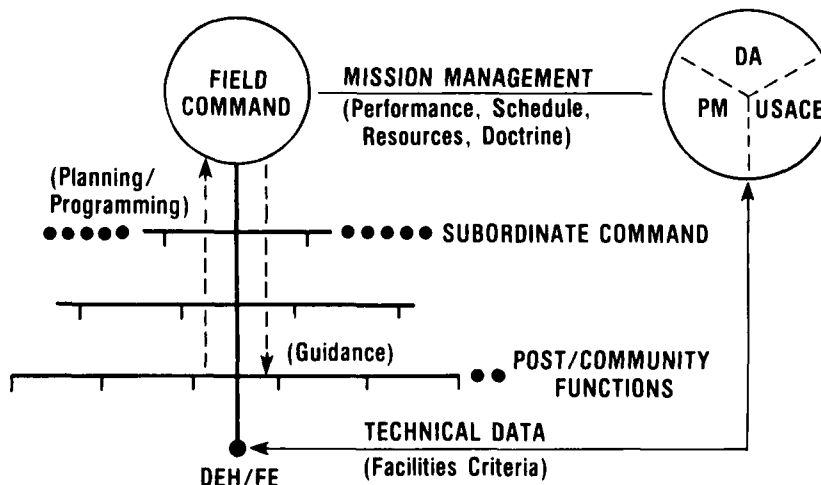 FIELD
COMMAND
MISSION MANAGEMENT
(Performance, Schedule,
Resources, Doctrine)
DA
PM USACE
(Planning/
Programming)
SUBORDINATE COMMAND
(Guidance)
POST/COMMUNITY
FUNCTIONS
TECHNICAL DATA
(Facilities Criteria)
DEH/FE